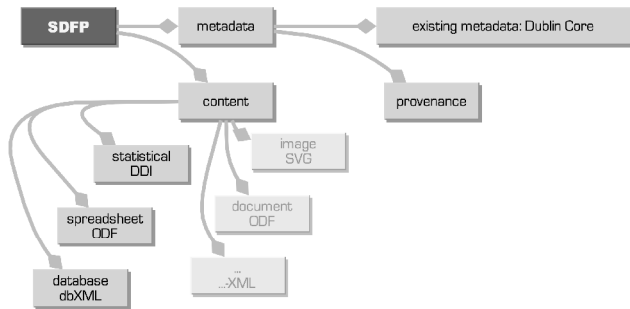 SDFP
metadata
existing metadata: Dublin Core
content
provenance
image
SVG
statistical
DDI
document
ODF
spreadsheet
ODF
...
...-XML
database
dbXML